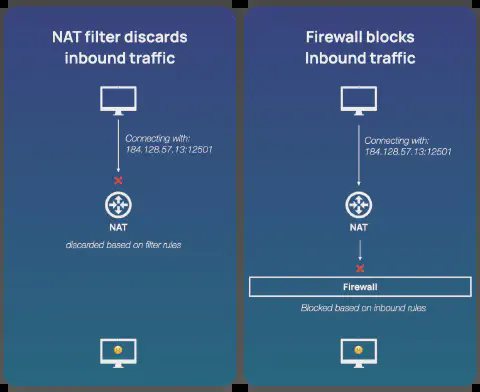 NAT filter discards
inbound traffic
Connecting with:
184.128.57.13:12501
NAT
discarded based on filter rules
Firewall blocks
Inbound traffic
Connecting with:
184.128.57.13:12501
NAT
Firewall
Blocked based on inbound rules